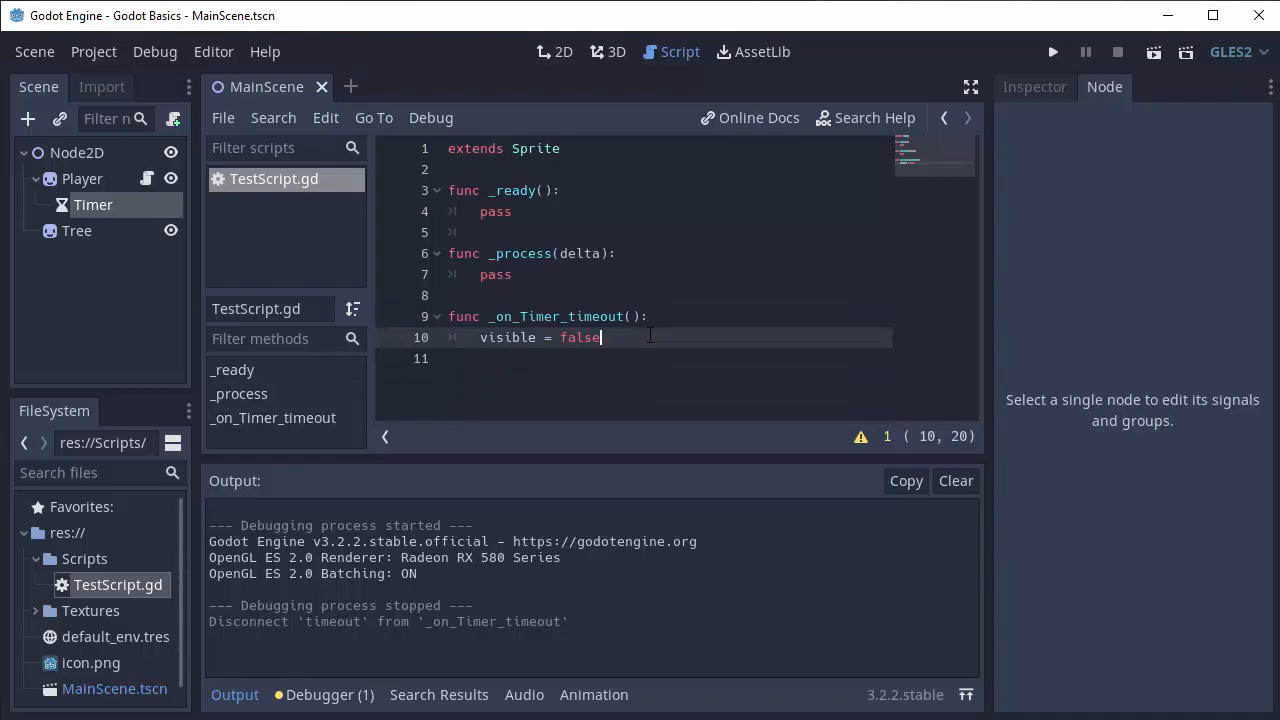 Godot Engine - Godot Basics - MainScene.tscn
Scene Project Debug Editor Help
2D 3D Script AssetLib
GLES2
Scene Import
Filter n
Node2D
Player
Timer
Tree
FileSystem
res://Scripts/
Search files
Favorites:
res://
Scripts
TestScript.gd
Textures
default_env.tres
icon.png
MainScene.tscn
MainScene
File Search Edit Go To Debug
Online Docs Search Help
Filter scripts
TestScript.gd
TestScript.gd
Filter methods
_ready
_process
_on_Timer_timeout
1 extends Sprite
2
3 func _ready():
4 pass
5
6 func _process(delta):
7 pass
8
9 func _on_Timer_timeout():
10 visible = false
11
1 ( 10, 20)
Output:
Copy Clear
--- Debugging process started ---
Godot Engine v3.2.2.stable.official - https://godotengine.org
OpenGL ES 2.0 Renderer: Radeon RX 580 Series
OpenGL ES 2.0 Batching: ON
--- Debugging process stopped ---
Disconnect 'timeout' from '_on_Timer_timeout'
Output Debugger (1) Search Results Audio Animation
3.2.2.stable
Inspector Node
Select a single node to edit its signals
and groups.